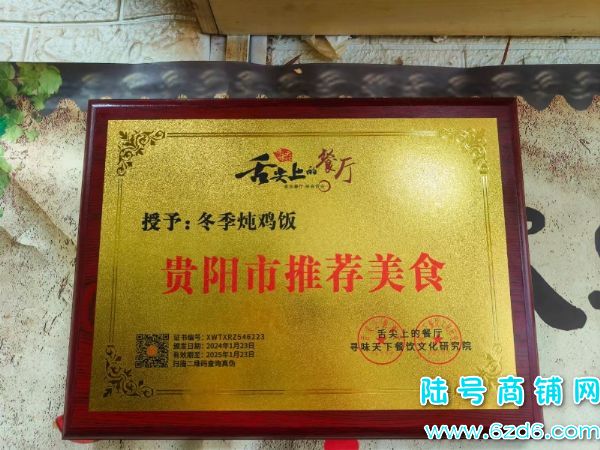 舌尖上的餐厅
授予：冬季炖鸡饭
贵阳市推荐美食
证书编号：XWTXRZ546223
颁发日期：2024年1月23日
有效期至：2025年1月23日
扫描二维码查询真伪
舌尖上的餐厅
寻味天下餐饮文化研究院
陆号商铺网
www.6zd6.com